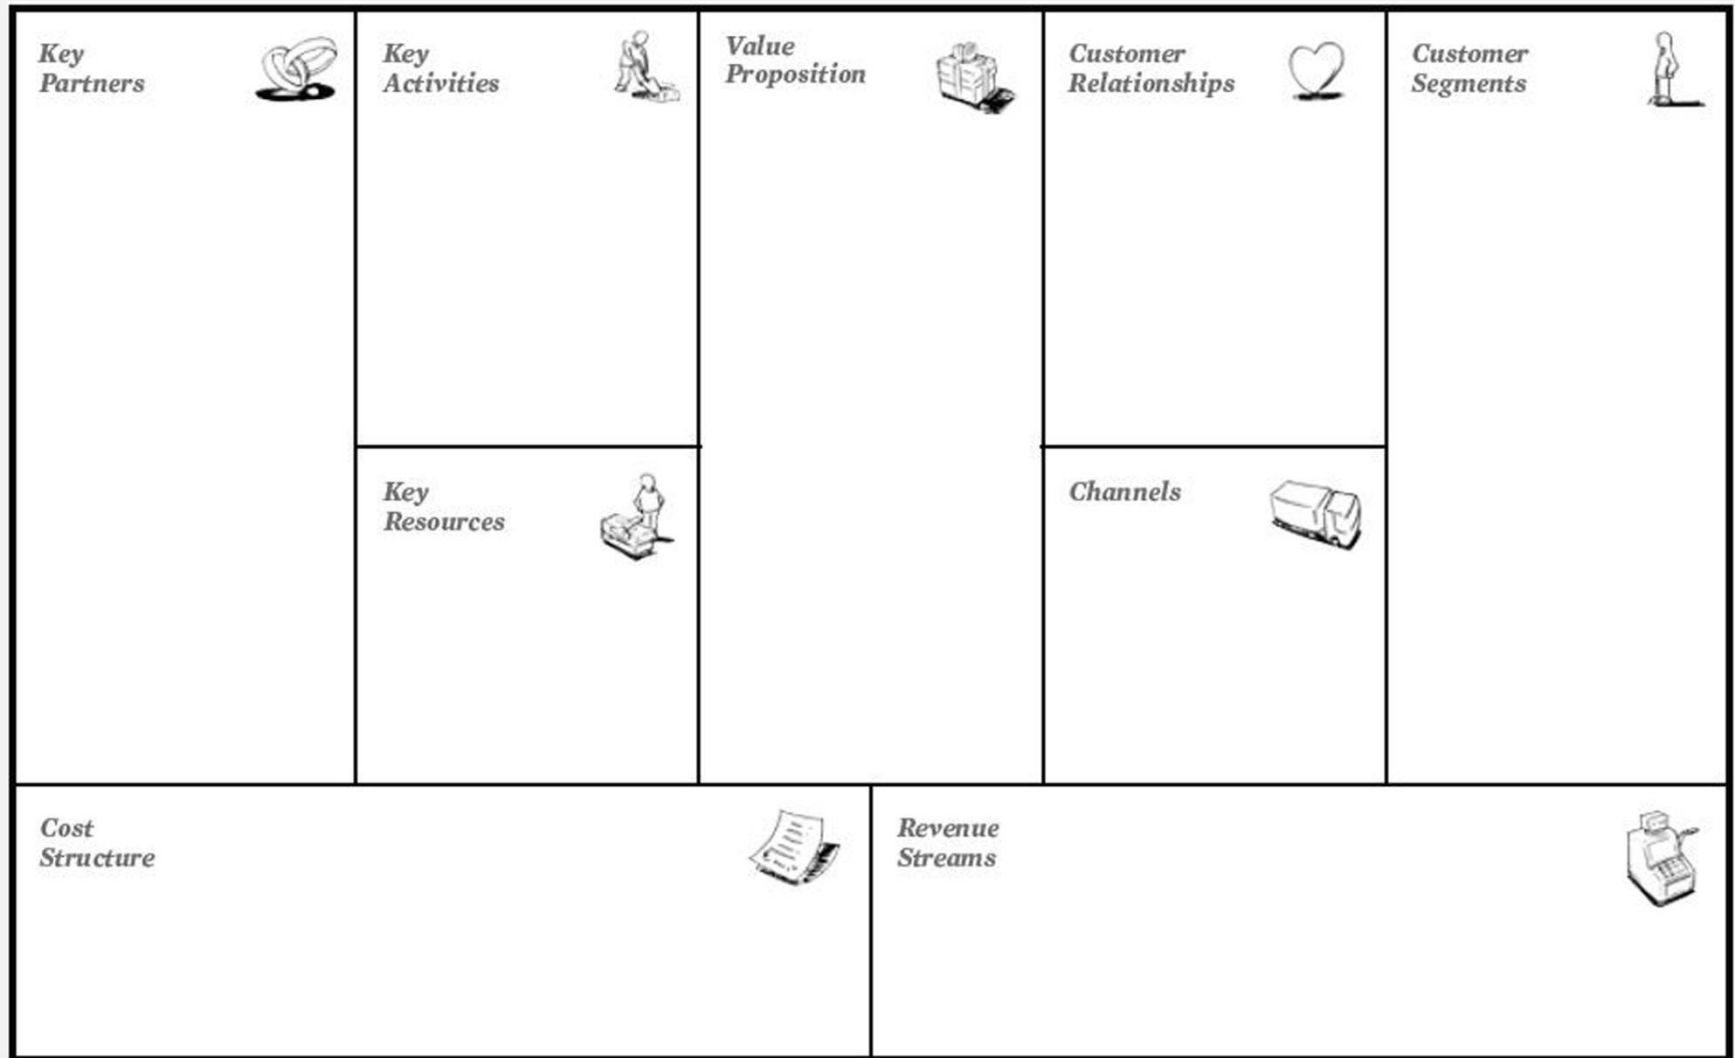 Key
Partners
Key
Activities
Value
Proposition
Customer
Relationships
Customer
Segments
Key
Resources
Channels
Cost
Structure
Revenue
Streams